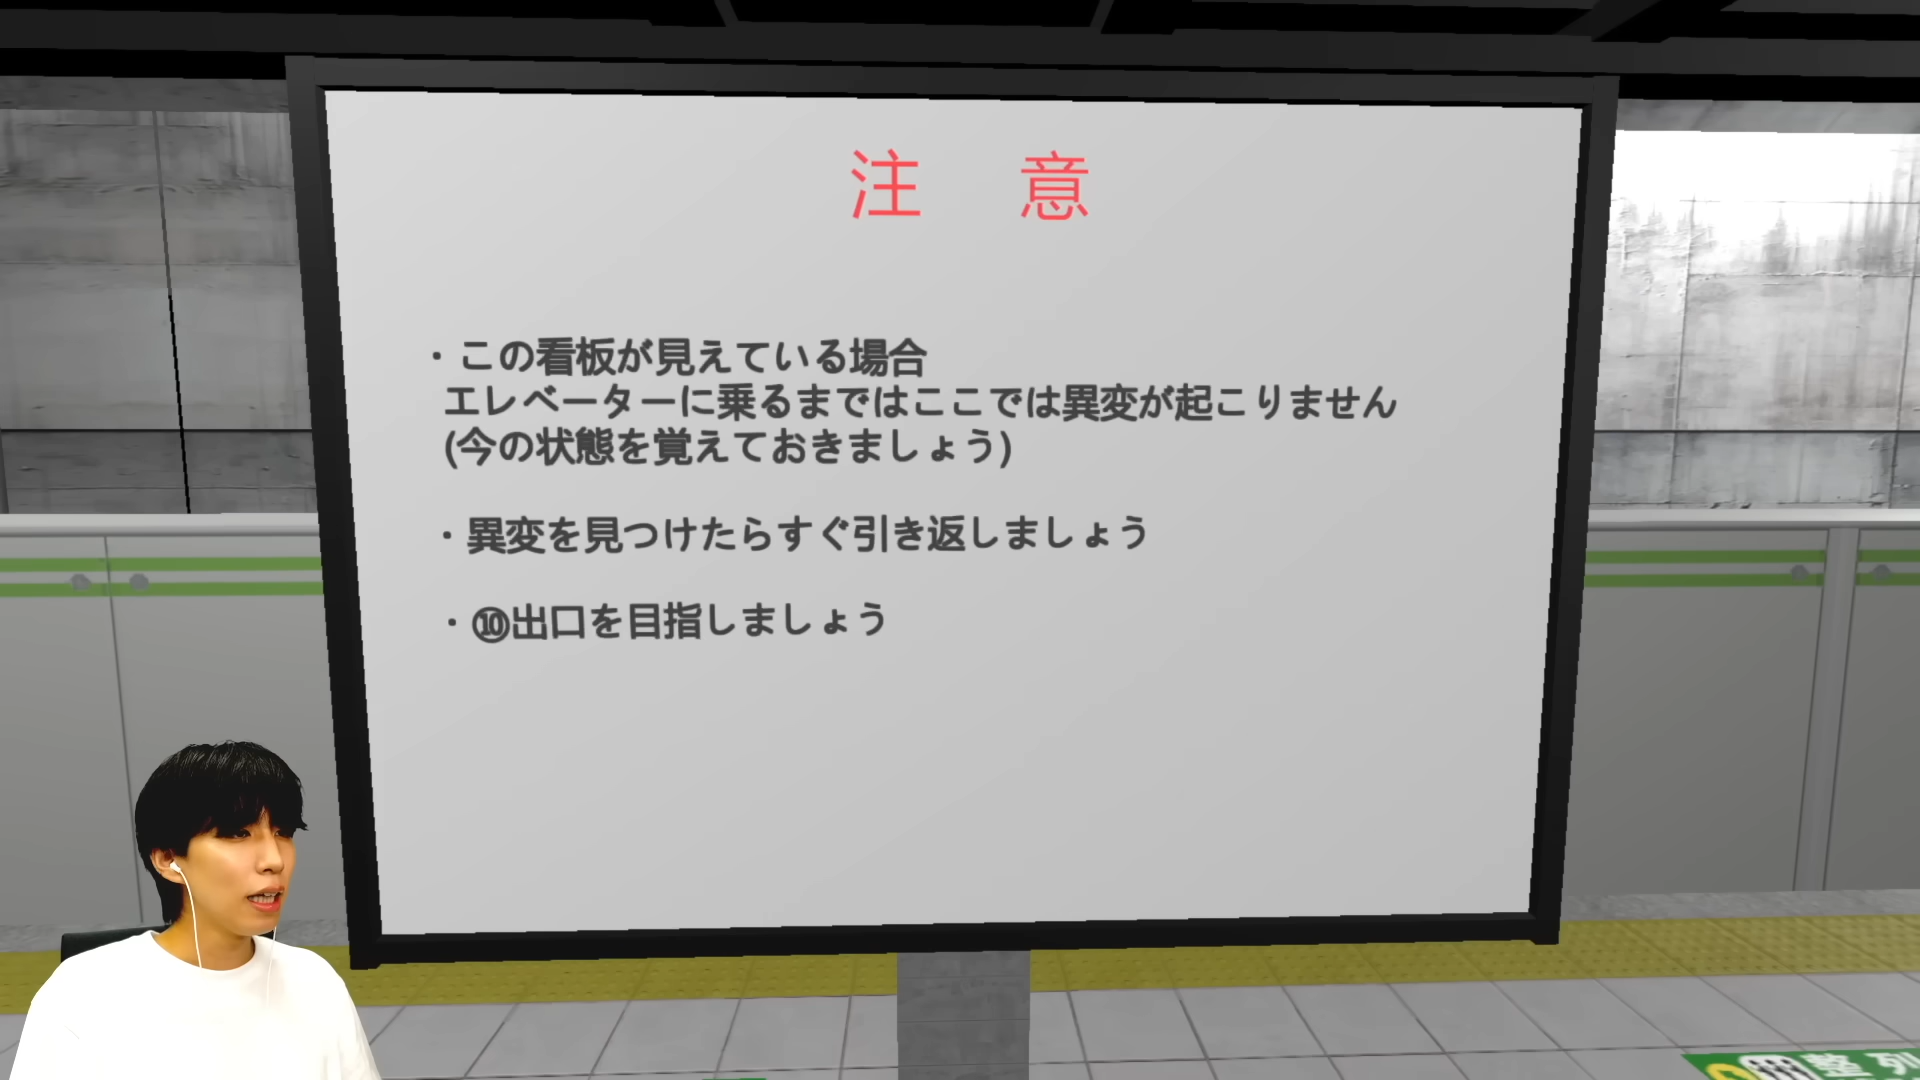 注 意
・この看板が見えている場合
エレベーターに乗るまではここでは異変が起こりません
(今の状態を覚えておきましょう)
・異変を見つけたらすぐ引き返しましょう
・⑩出口を目指しましょう
整列